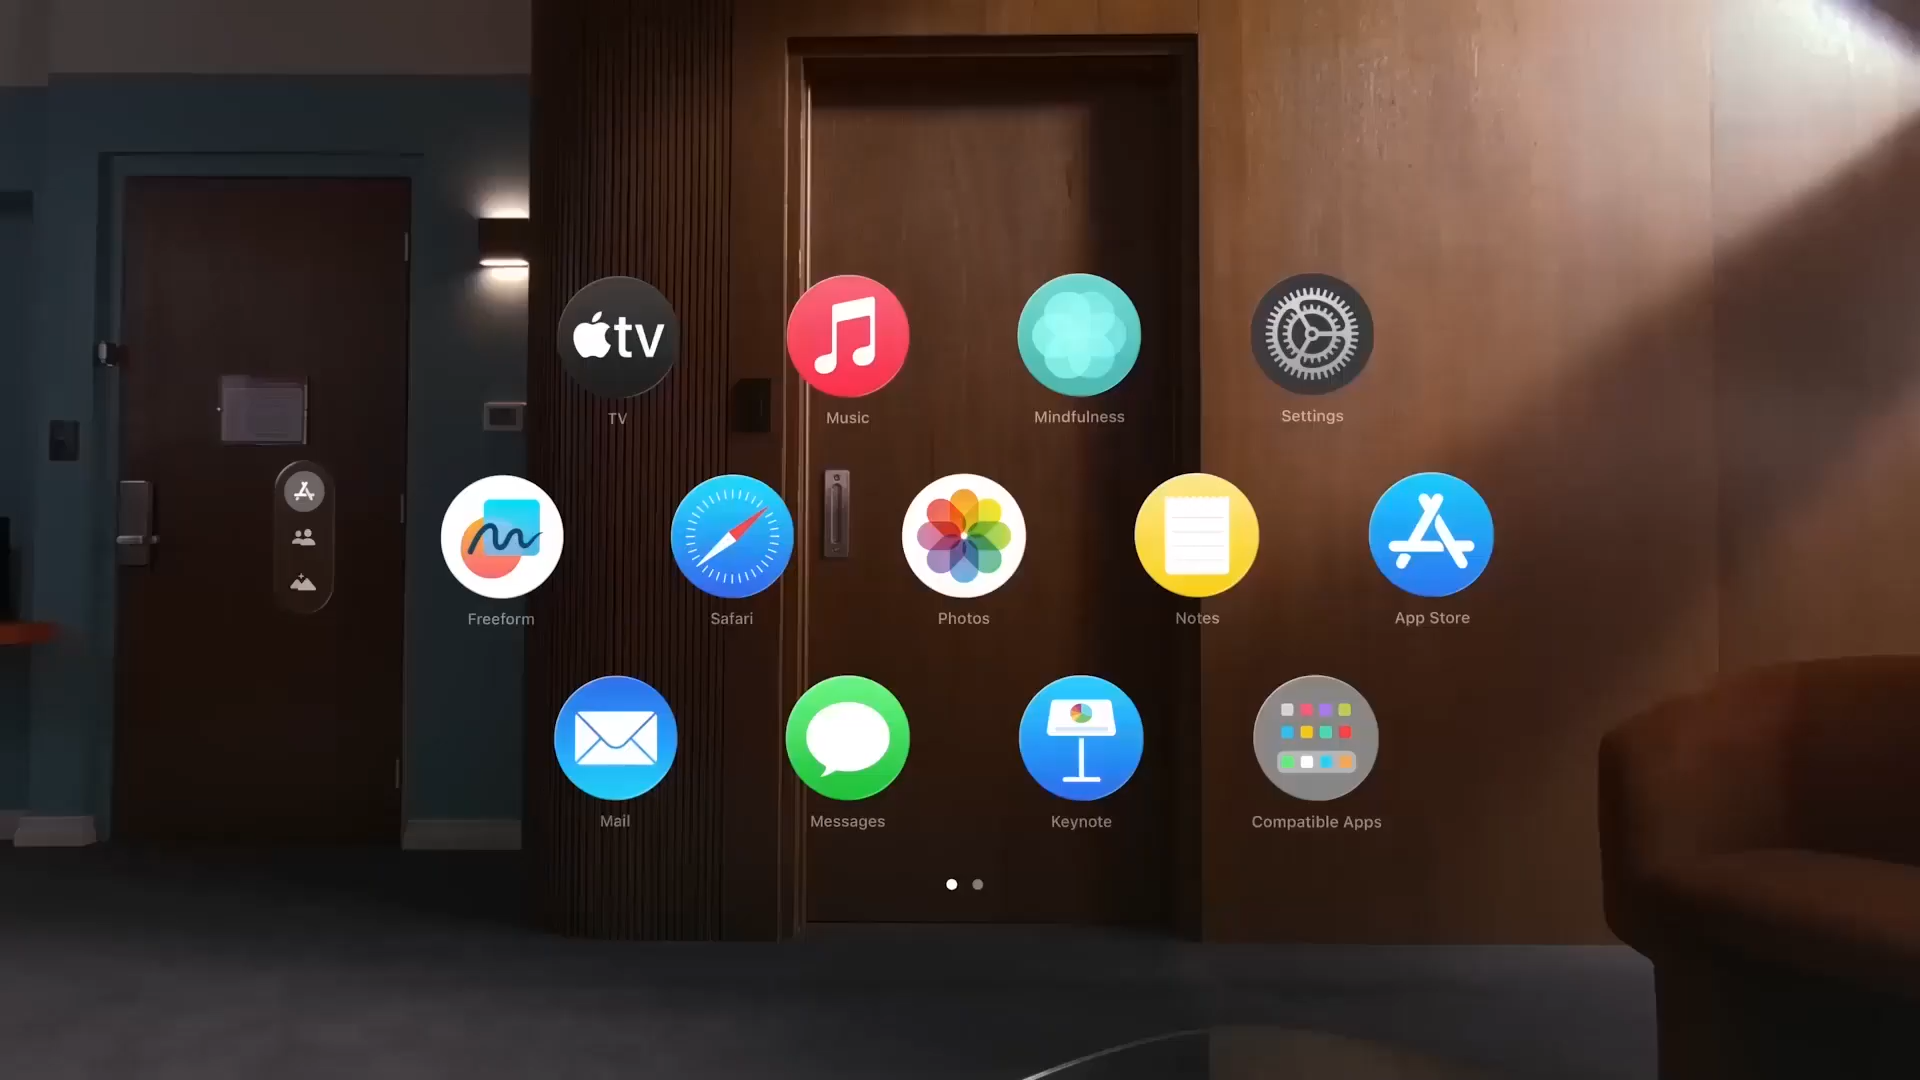 tv
TV
Music
Mindfulness
Settings
Freeform
Safari
Photos
Notes
App Store
Mail
Messages
Keynote
Compatible Apps